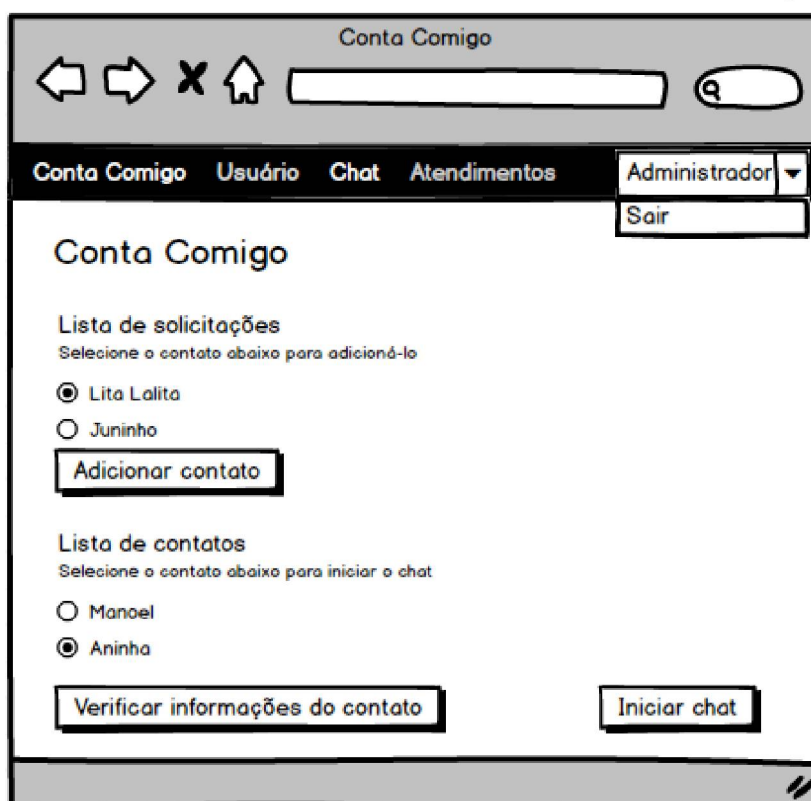 Conta Comigo
Conta Comigo Usuário Chat Atendimentos Administrador
Sair
Conta Comigo
Lista de solicitações
Selecione o contato abaixo para adicioná-lo
Lita Lalita
Juninho
Adicionar contato
Lista de contatos
Selecione o contato abaixo para iniciar o chat
Manoel
Aninha
Verificar informações do contato Iniciar chat